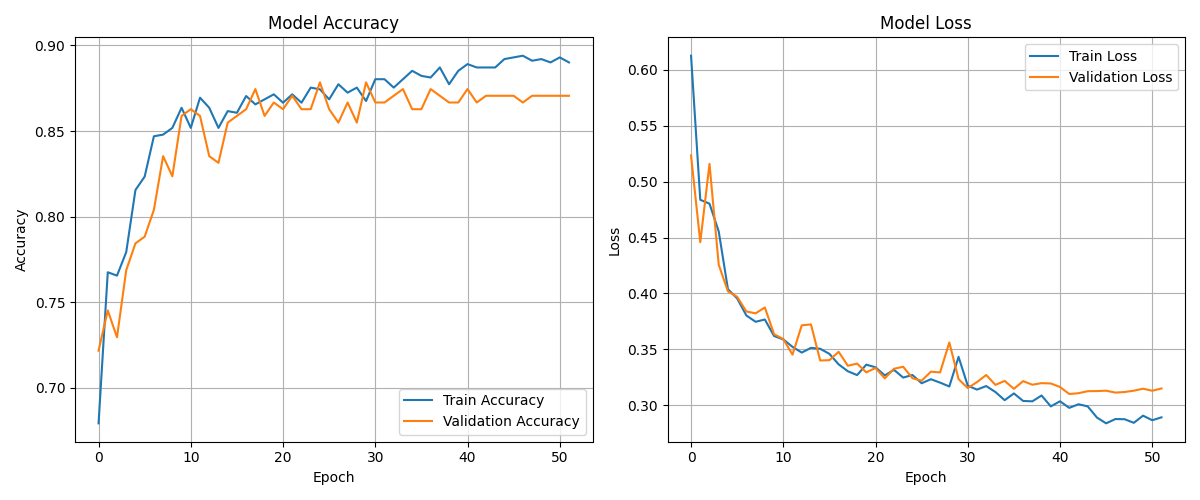 Model Accuracy
Accuracy
0.90
0.85
0.80
0.75
0.70
Train Accuracy
Validation Accuracy
0 10 20 30 40 50
Epoch
Model Loss
Loss
0.60
0.55
0.50
0.45
0.40
0.35
0.30
Train Loss
Validation Loss
0 10 20 30 40 50
Epoch